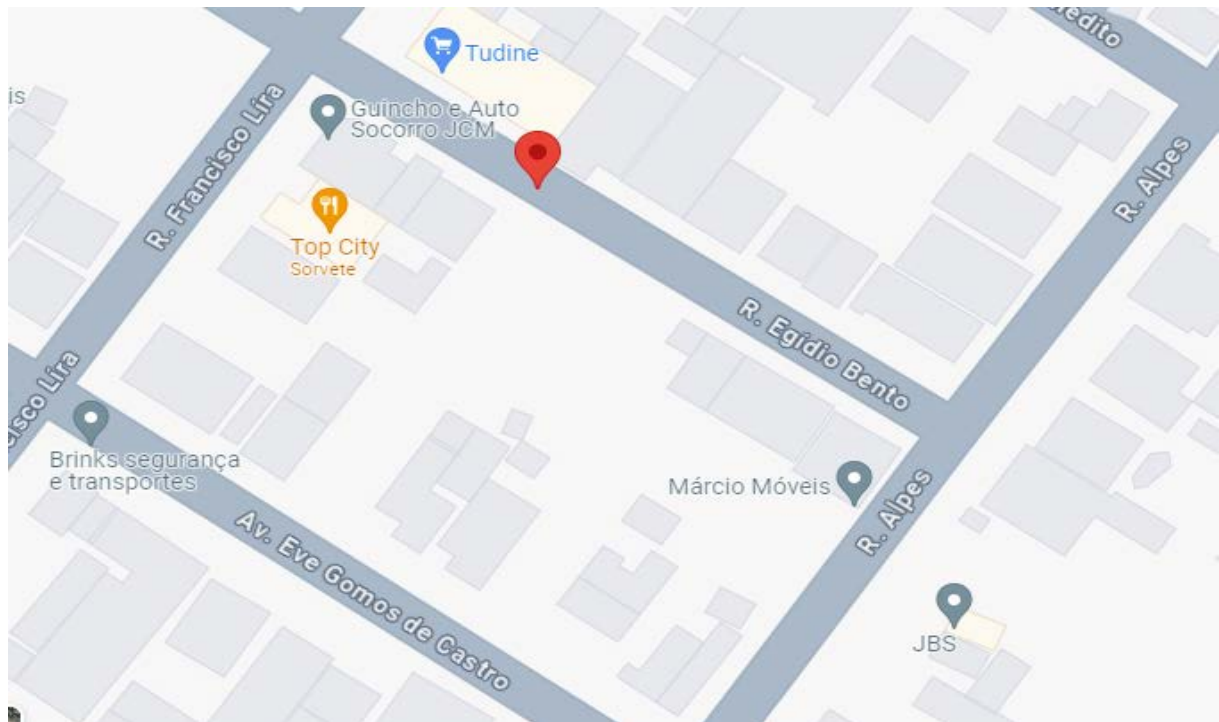 Tudine
is
Guincho e Auto
Socorro JCM
R. Francisco Lira
R. Alpes
Top City
Sorvete
R. Egídio Bento
Brinks segurança
e transportes
Márcio Móveis
R. Alpes
Av. Eve Gomos de Castro
JBS